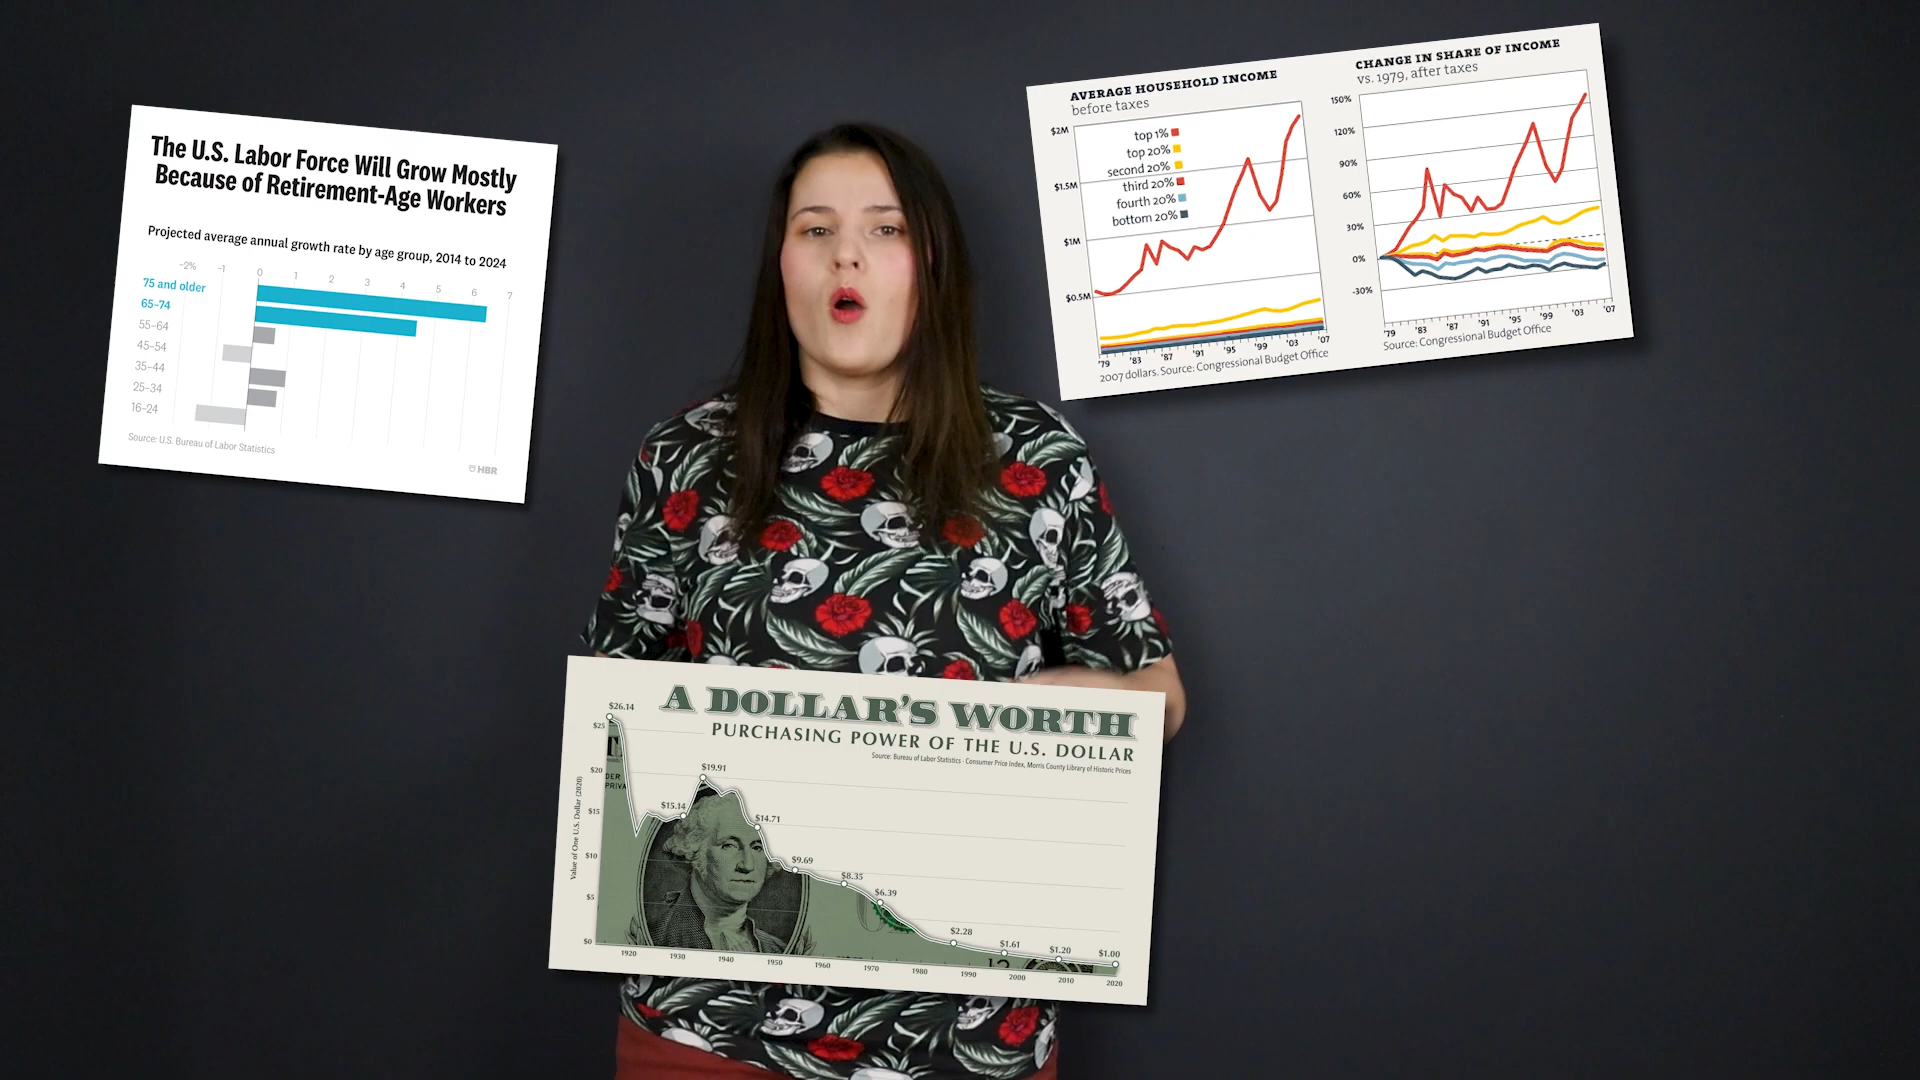 The U.S. Labor Force Will Grow Mostly
Because of Retirement-Age Workers
Projected average annual growth rate by age group, 2014 to 2024
-2% -1 0 1 2 3 4 5 6 7
75 and older
65-74
55-64
45-54
35-44
25-34
16-24
Source: U.S. Bureau of Labor Statistics
HBR
AVERAGE HOUSEHOLD INCOME
before taxes
$2M
$1.5M
$1M
$0.5M
top 1%
top 20%
second 20%
third 20%
fourth 20%
bottom 20%
'79 '83 '87 '91 '95 '99 '03 '07
2007 dollars. Source: Congressional Budget Office
CHANGE IN SHARE OF INCOME
vs. 1979, after taxes
150%
120%
90%
60%
30%
0%
-30%
'79 '83 '87 '91 '95 '99 '03 '07
Source: Congressional Budget Office
A DOLLAR'S WORTH
PURCHASING POWER OF THE U.S. DOLLAR
Source: Bureau of Labor Statistics - Consumer Price Index, Morris County Library of Historic Prices
Value of One U.S. Dollar (2020)
$25
$20
$15
$10
$5
$0
$26.14
$15.14
$19.91
$14.71
$9.69
$8.35
$6.39
$2.28
$1.61
$1.20
$1.00
DER
PRIVA
1920 1930 1940 1950 1960 1970 1980 1990 2000 2010 2020